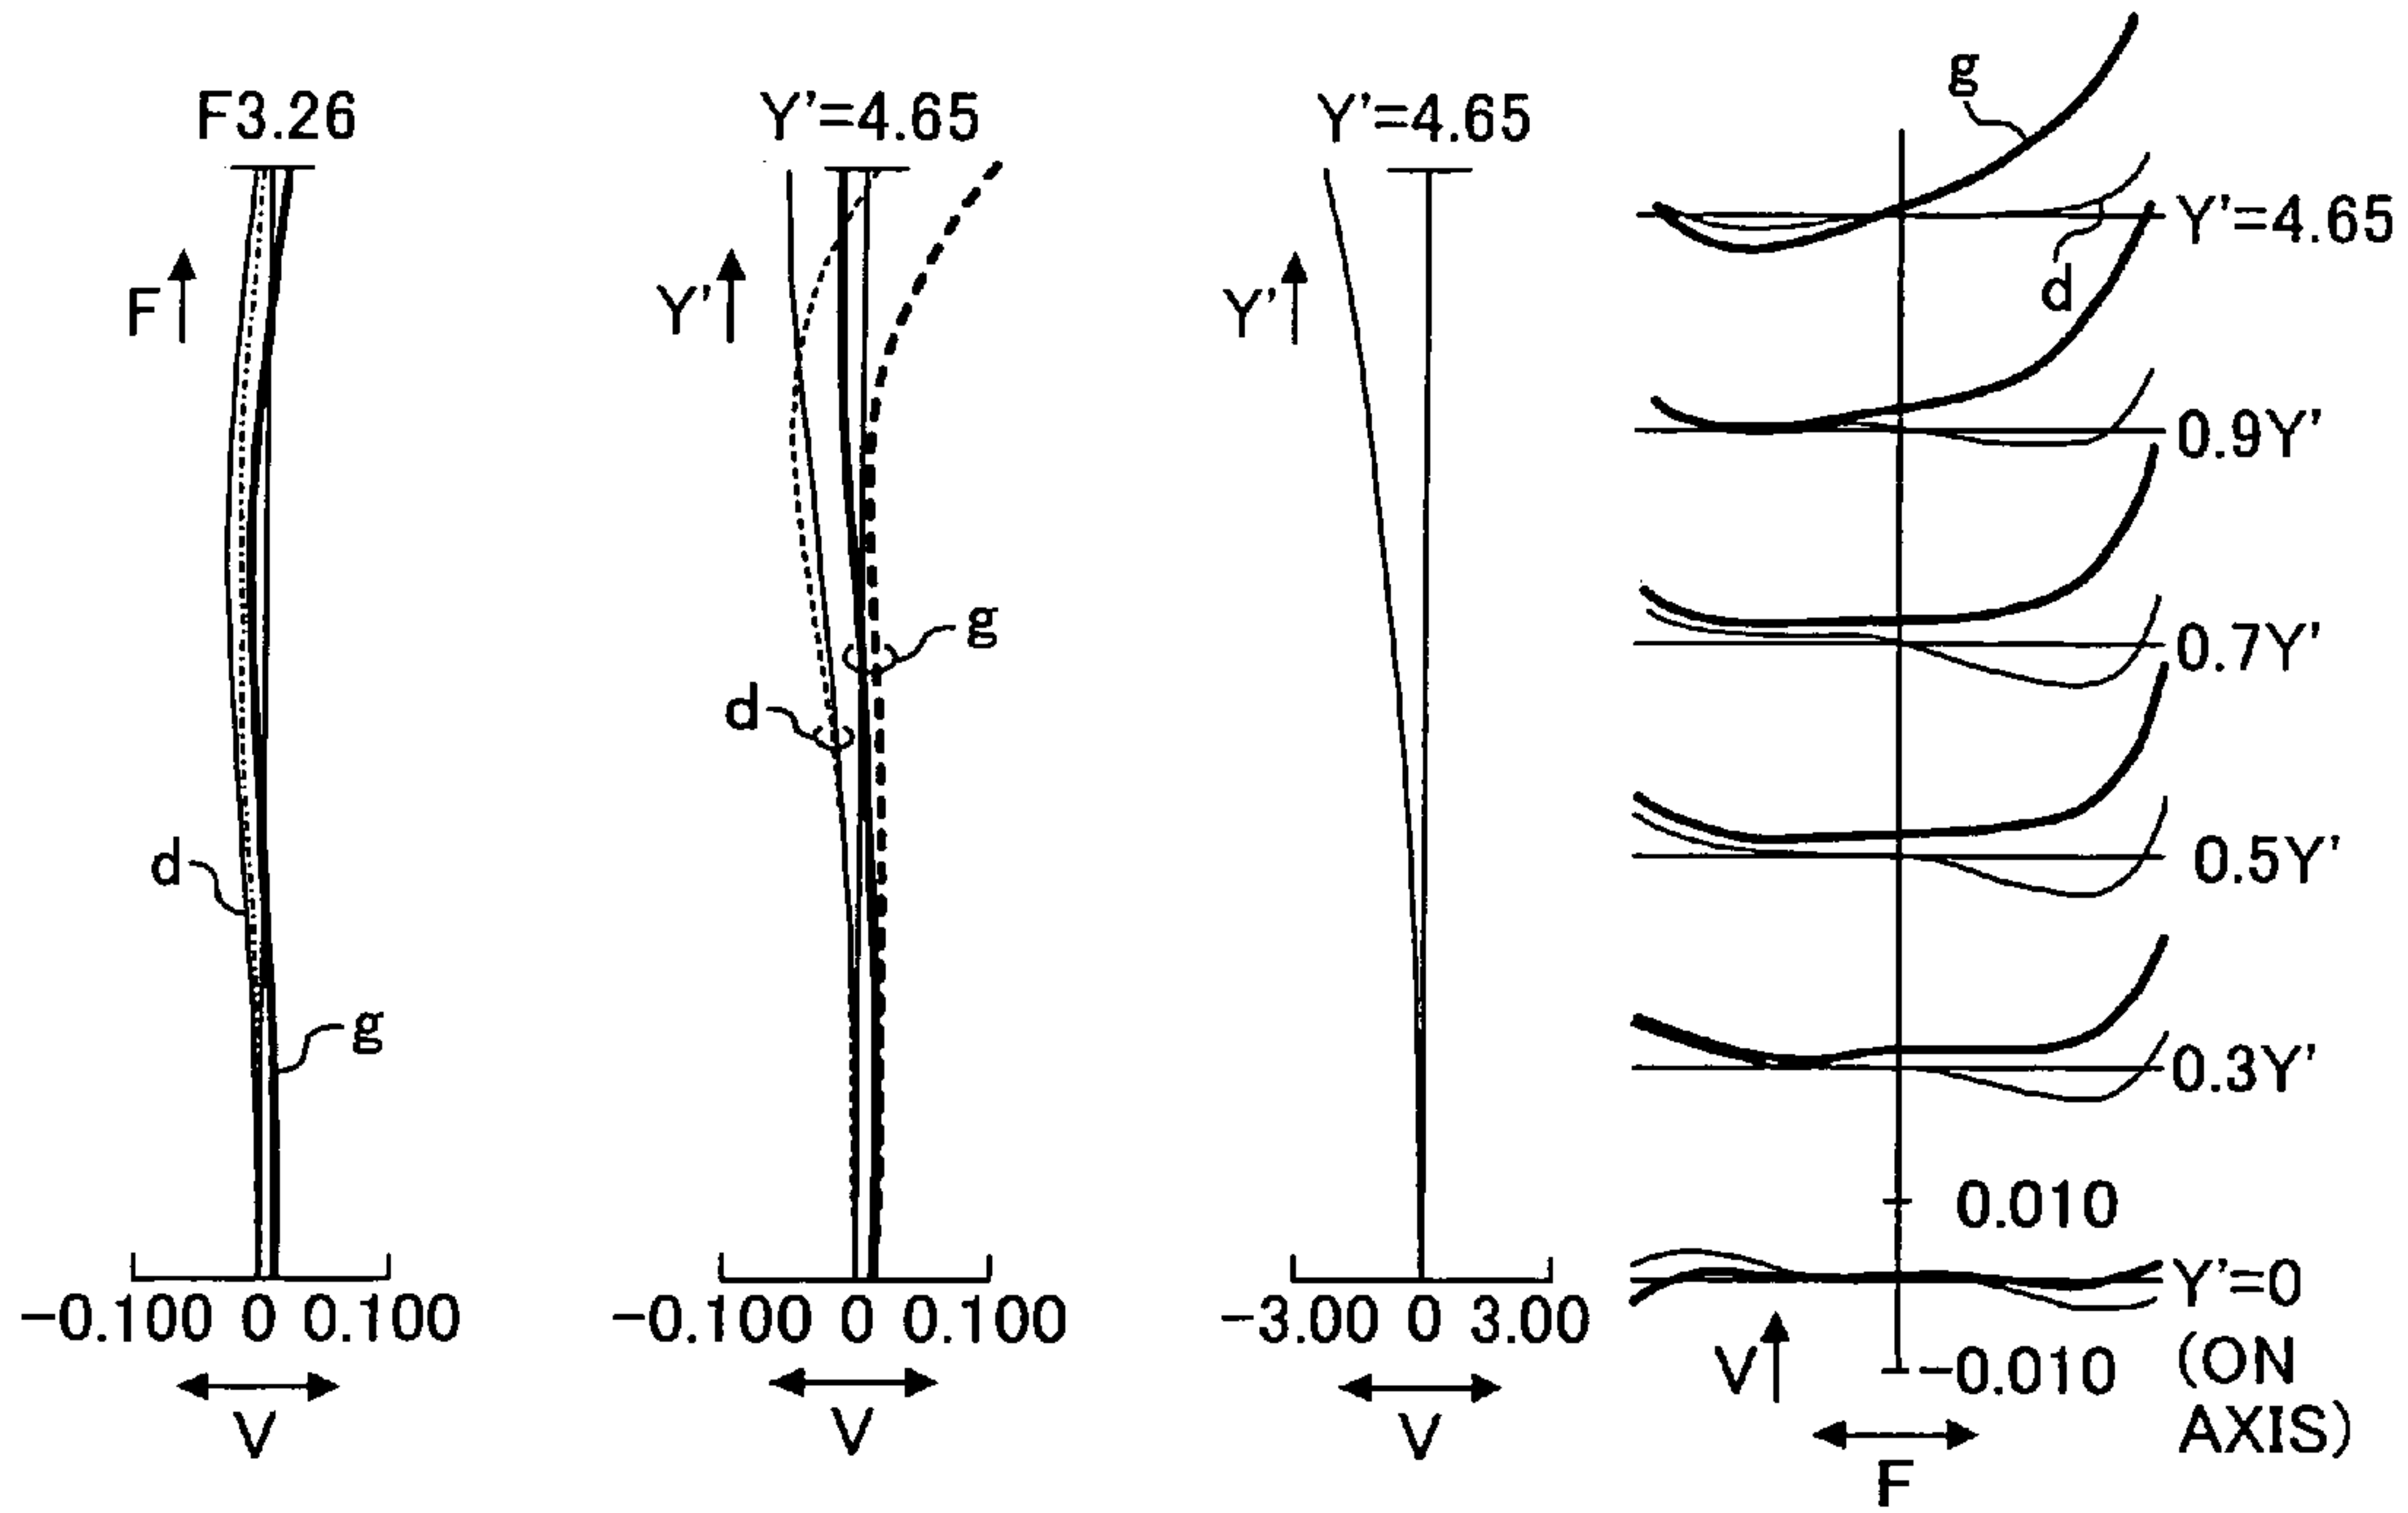 F3.26
F
d
g
-0.100 0 0.100
V
Y'=4.65
Y'
g
d
-0.100 0 0.100
V
Y'=4.65
Y'
-3.00 0 3.00
V
g
Y'=4.65
d
0.9Y'
0.7Y'
0.5Y'
0.3Y'
0.010
Y'=0
(ON
AXIS)
-0.010
V
F